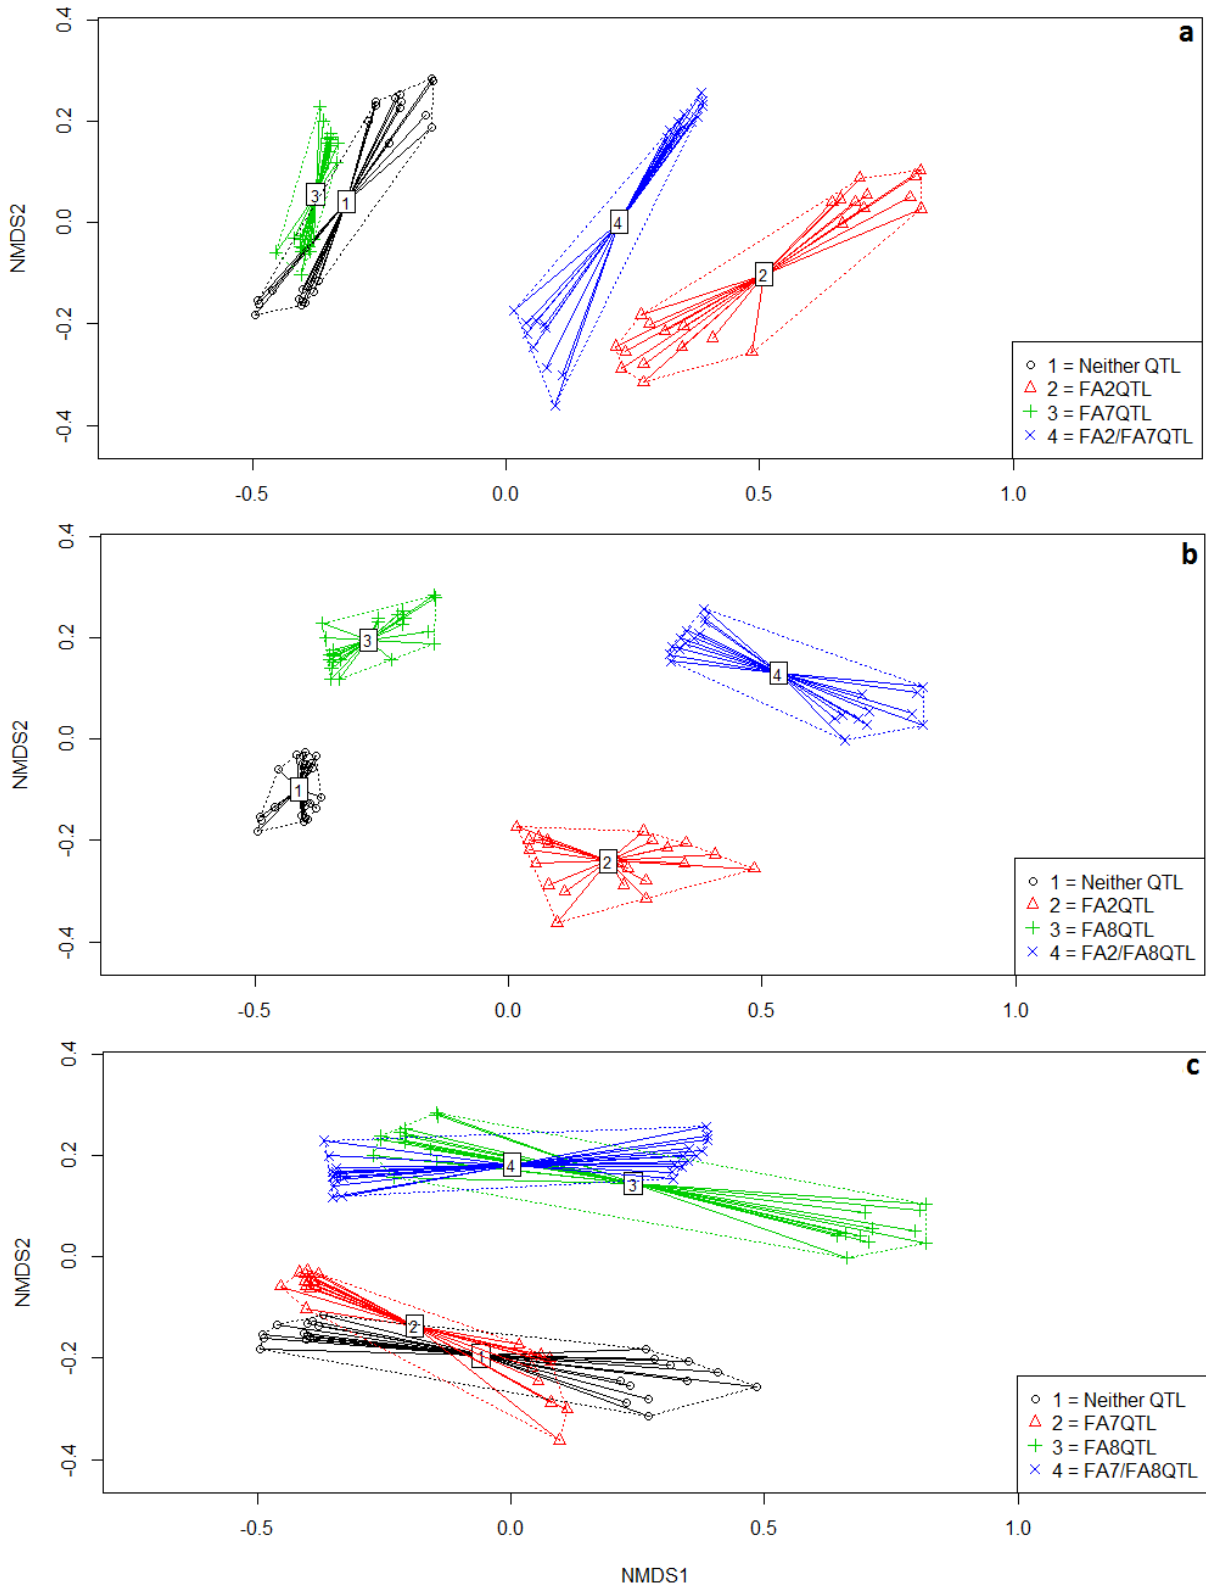 a
0.4
0.2
0.0
-0.2
-0.4
NMDS2
3
1
4
2
1 = Neither QTL
2 = FA2QTL
3 = FA7QTL
4 = FA2/FA7QTL
-0.5
0.0
0.5
1.0
b
0.4
0.2
0.0
-0.2
-0.4
NMDS2
3
4
1
2
1 = Neither QTL
2 = FA2QTL
3 = FA8QTL
4 = FA2/FA8QTL
-0.5
0.0
0.5
1.0
c
0.4
0.2
0.0
-0.2
-0.4
NMDS2
4
3
2
1
1 = Neither QTL
2 = FA7QTL
3 = FA8QTL
4 = FA7/FA8QTL
-0.5
0.0
0.5
1.0
NMDS1